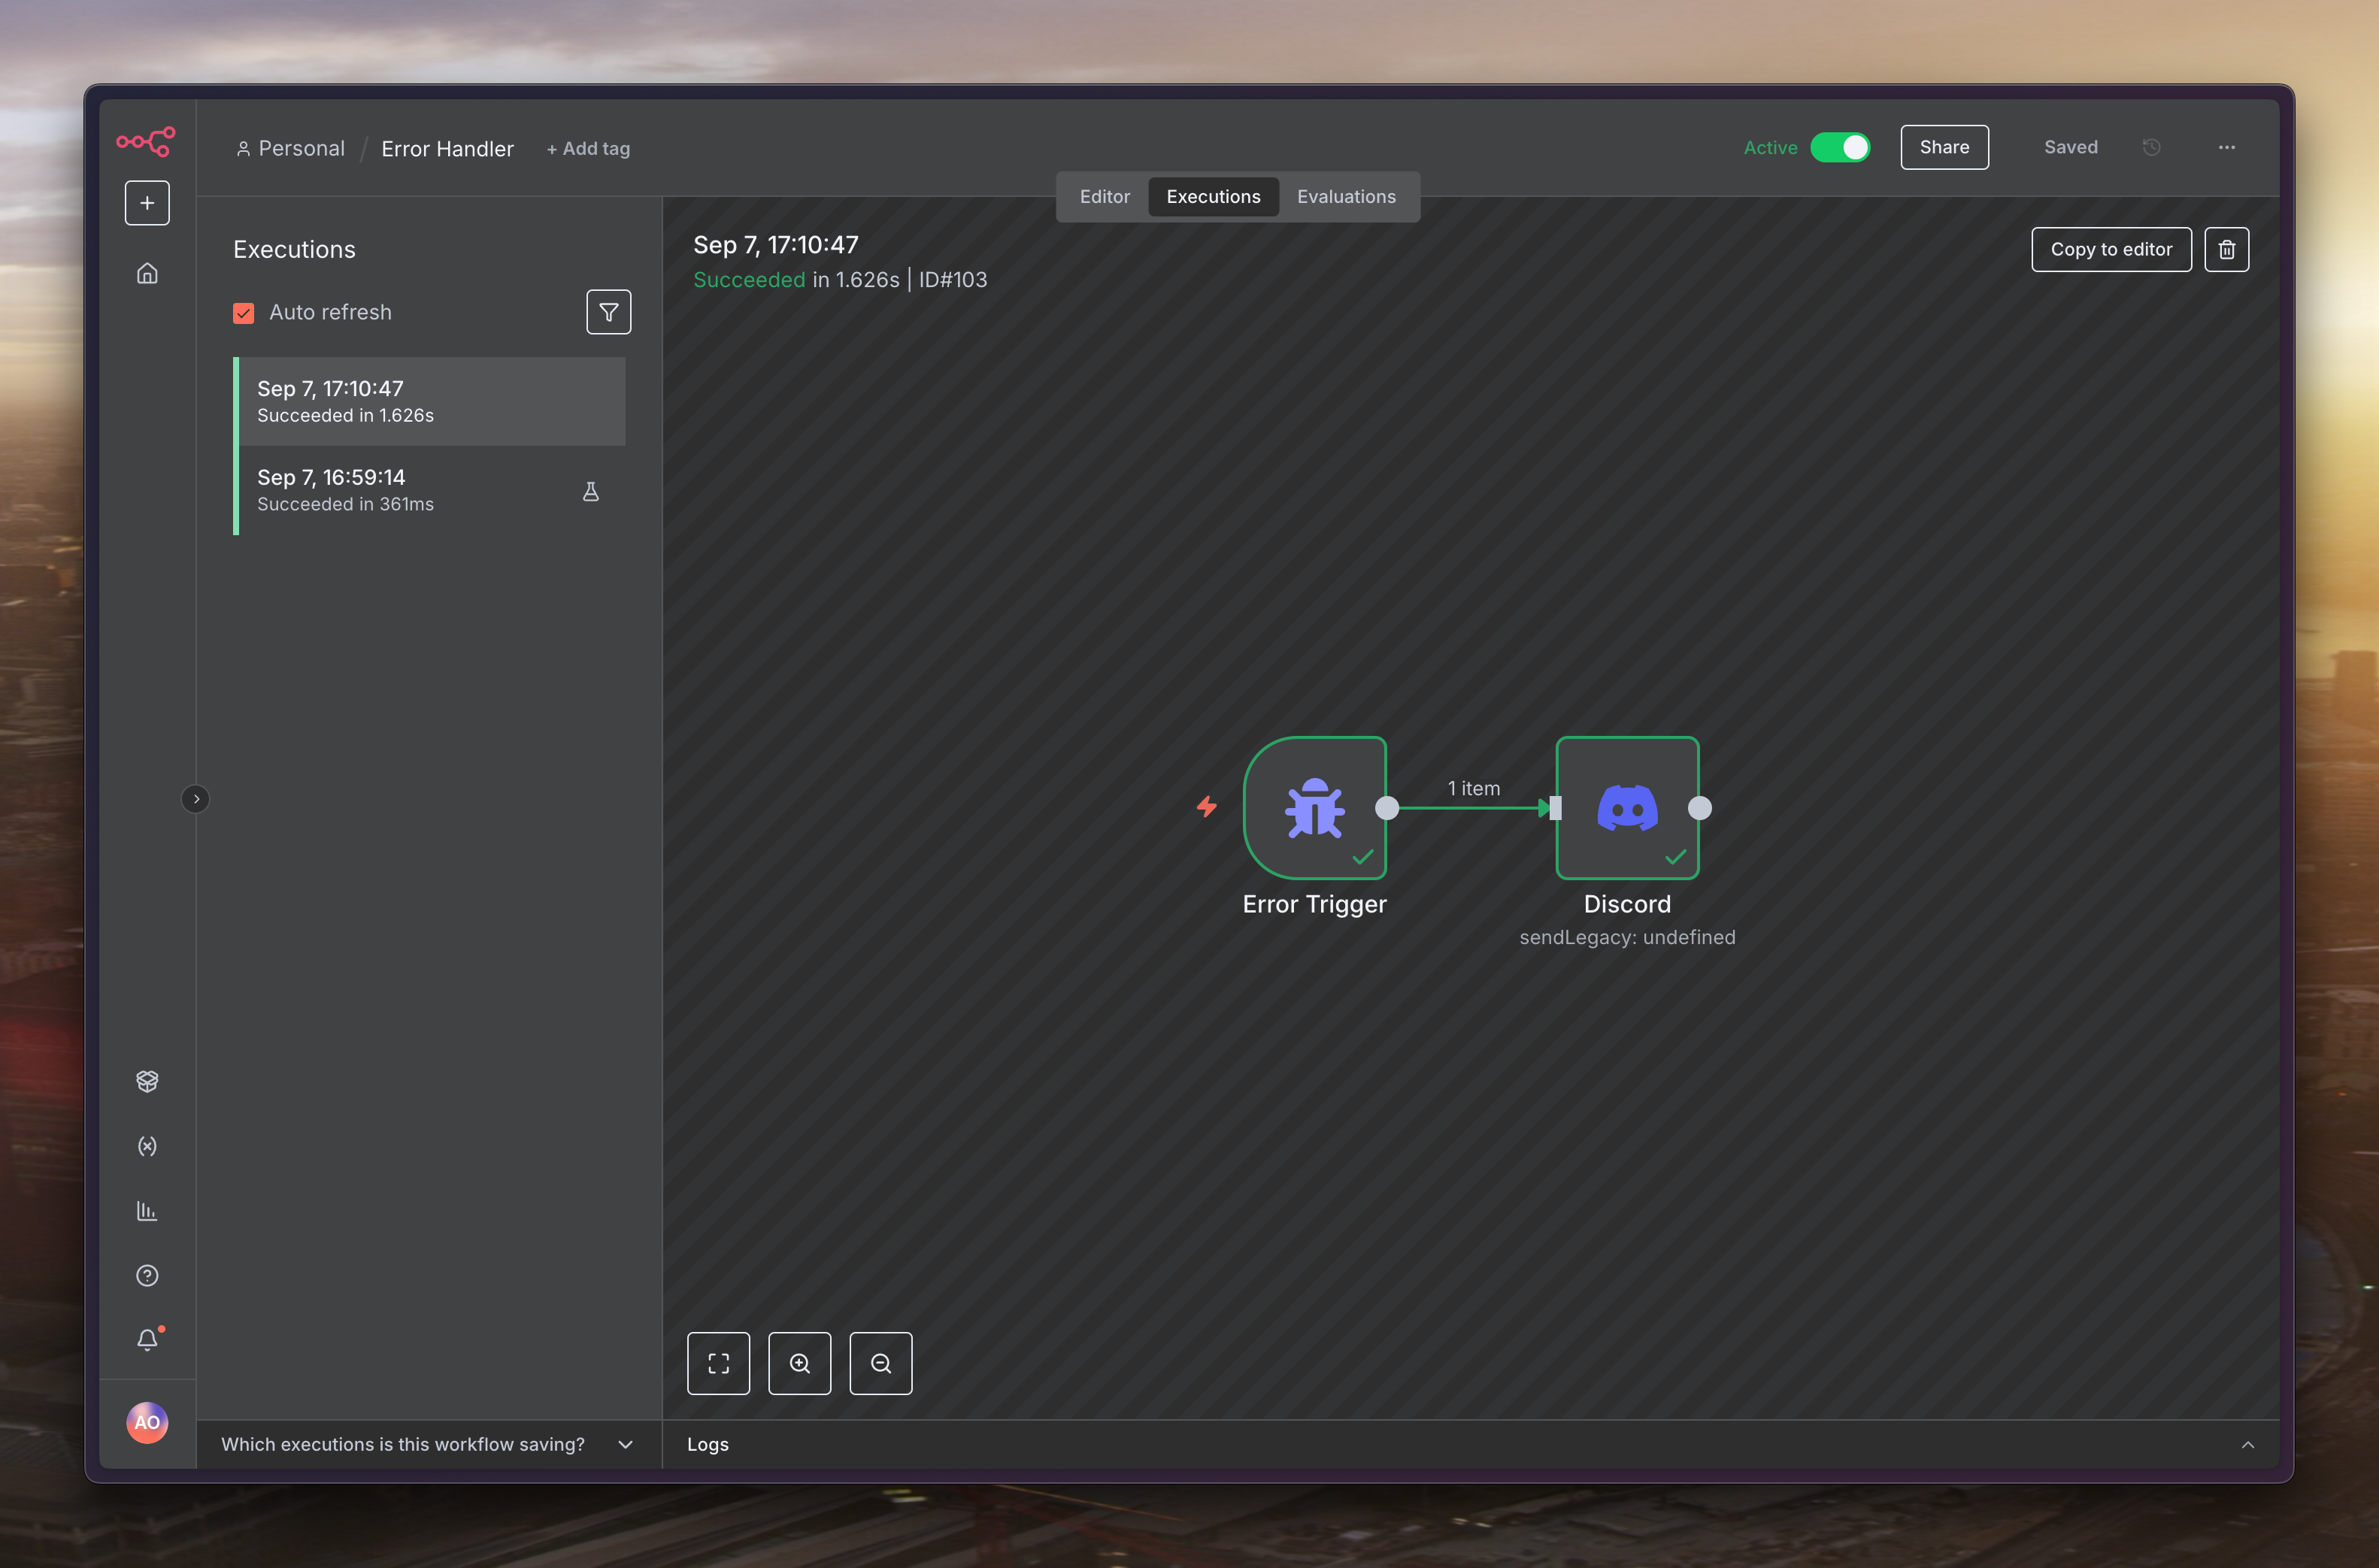 Personal / Error Handler + Add tag
Active Share Saved
Editor Executions Evaluations
Executions
Auto refresh
Sep 7, 17:10:47
Succeeded in 1.626s
Sep 7, 16:59:14
Succeeded in 361ms
Sep 7, 17:10:47
Succeeded in 1.626s | ID#103
Copy to editor
1 item
Error Trigger
Discord
sendLegacy: undefined
AO
Which executions is this workflow saving?
Logs